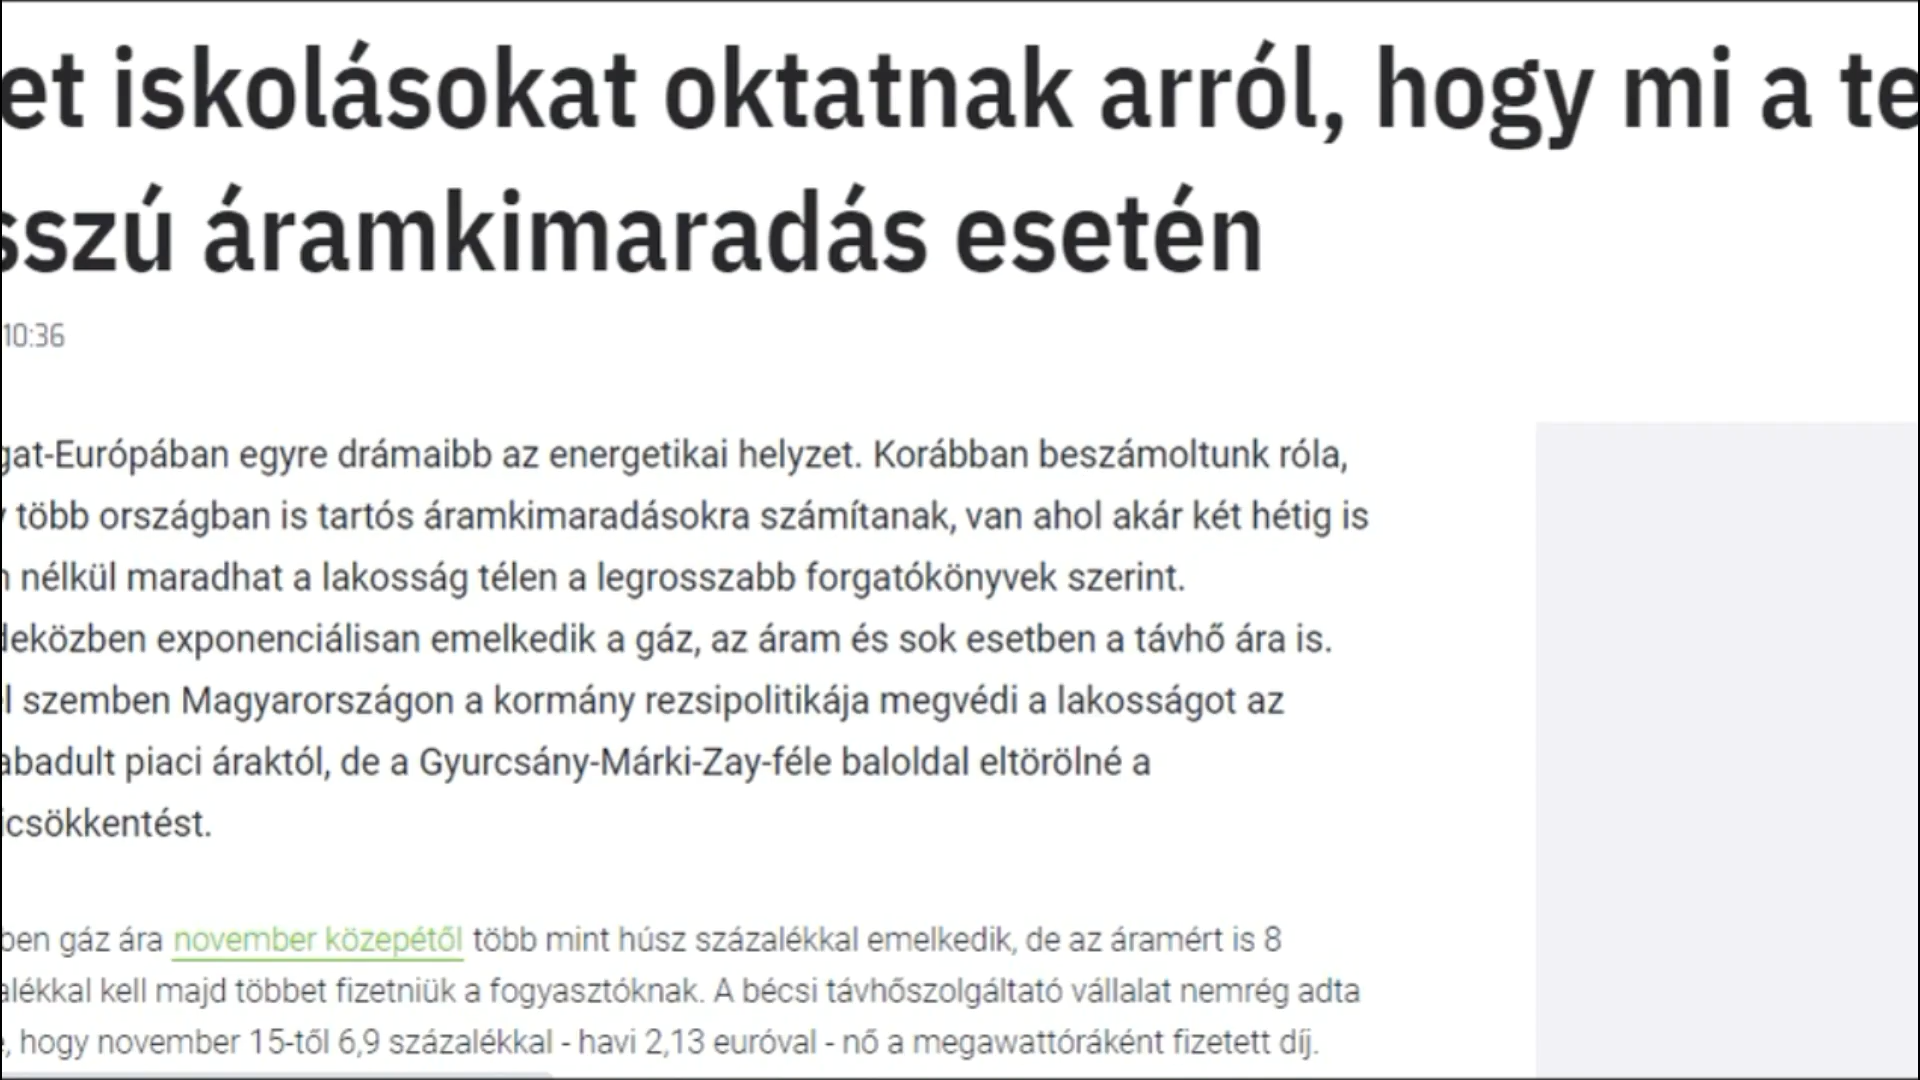 et iskolásokat oktatnak arról, hogy mi a te
sszú áramkimaradás esetén
10:36
gat-Európában egyre drámaibb az energetikai helyzet. Korábban beszámoltunk róla,
több országban is tartós áramkimaradásokra számítanak, van ahol akár két hétig is
nélkül maradhat a lakosság télen a legrosszabb forgatókönyvek szerint.
deközben exponenciálisan emelkedik a gáz, az áram és sok esetben a távhő ára is.
l szemben Magyarországon a kormány rezsipolitikája megvédi a lakosságot az
abadult piaci áraktól, de a Gyurcsány-Márki-Zay-féle baloldal eltörölné a
icsökkentést.
ben gáz ára november közepétől több mint húsz százalékkal emelkedik, de az áramért is 8
alékkal kell majd többet fizetniük a fogyasztóknak. A bécsi távhőszolgáltató vállalat nemrég adta
, hogy november 15-től 6,9 százalékkal - havi 2,13 euróval - nő a megawattóráként fizetett díj.